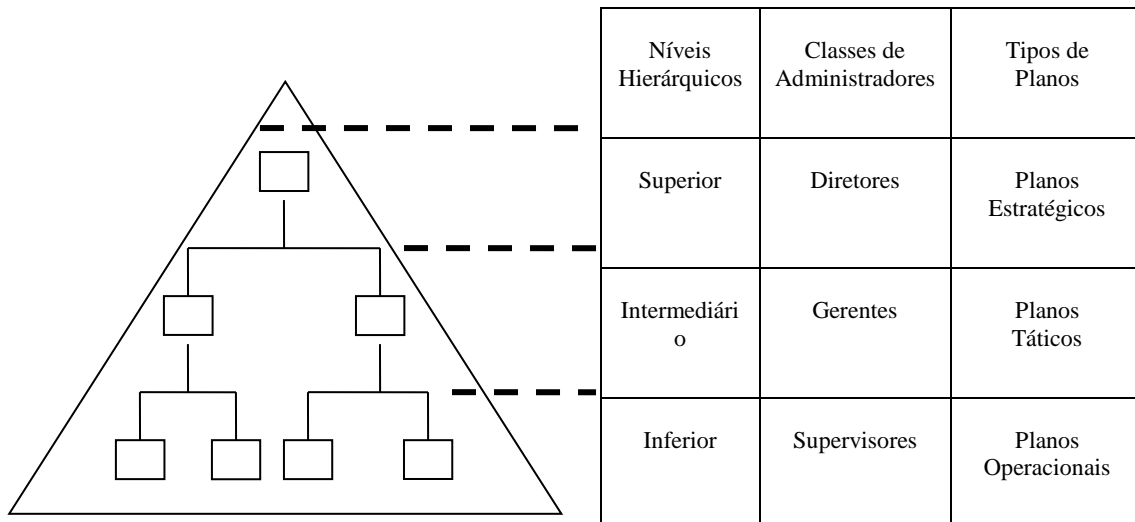 Níveis
Hierárquicos
Classes de
Administradores
Tipos de
Planos
Superior
Diretores
Planos
Estratégicos
Intermediári
o
Gerentes
Planos
Táticos
Inferior
Supervisores
Planos
Operacionais